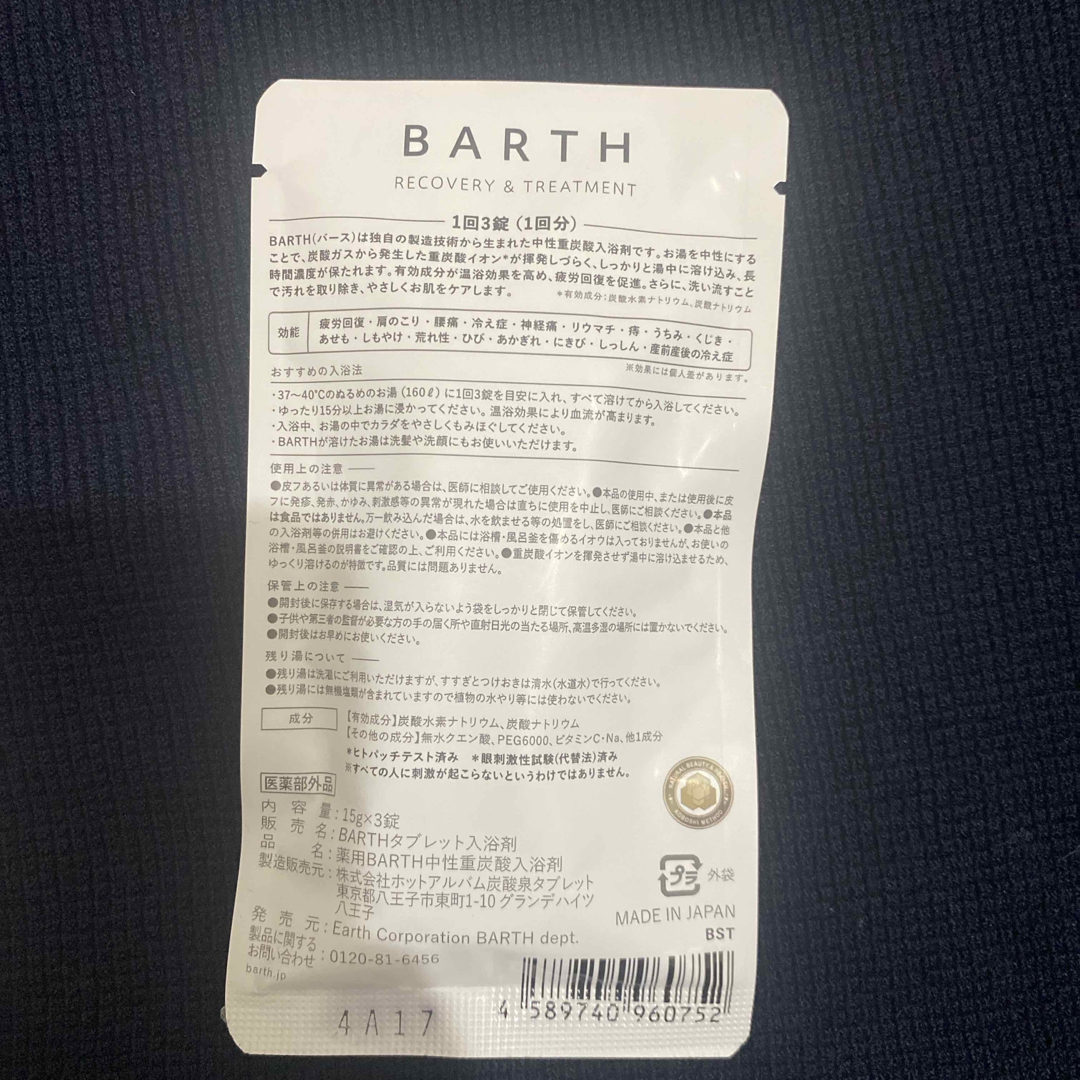 BARTH
RECOVERY & TREATMENT
1回3錠（1回分）
BARTH(バース)は独自の製造技術から生まれた中性重炭酸入浴剤です。お湯を中性にする
ことで、炭酸ガスから発生した重炭酸イオン*が揮発しづらく、しっかりと湯中に溶け込み、長
時間濃度が保たれます。有効成分が温浴効果を高め、疲労回復を促進。さらに、洗い流すこと
で汚れを取り除き、やさしくお肌をケアします。 *有効成分:炭酸水素ナトリウム、炭酸ナトリウム
効能 疲労回復・肩のこり・腰痛・冷え症・神経痛・リウマチ・痔・うちみ・くじき・
あせも・しもやけ・荒れ性・ひび・あかぎれ・にきび・しっしん・産前産後の冷え症
※効果には個人差があります。
おすすめの入浴法
・37〜40℃のぬるめのお湯（160ℓ）に1回3錠を目安に入れ、すべて溶けてから入浴してください。
・ゆったり15分以上お湯に浸かってください。温浴効果により血流が高まります。
・入浴中、お湯の中でカラダをやさしくもみほぐしてください。
・BARTHが溶けたお湯は洗髪や洗顔にもお使いいただけます。
使用上の注意
●皮フあるいは体質に異常がある場合は、医師に相談してご使用ください。●本品の使用中、または使用後に皮
フに発疹、発赤、かゆみ、刺激感等の異常が現れた場合は直ちに使用を中止し、医師にご相談ください。●本品
は食品ではありません。万一飲み込んだ場合は、水を飲ませる等の処置をし、医師にご相談ください。●本品と他
の入浴剤等の併用はお避けください。●本品には浴槽・風呂釜を傷めるイオウは入っておりませんが、お使いの
浴槽・風呂釜の説明書をご確認の上、ご利用ください。●重炭酸イオンを揮発させず湯中に溶け込ませるため、
ゆっくり溶けるのが特徴です。品質には問題ありません。
保管上の注意
●開封後に保存する場合は、湿気が入らないよう袋をしっかりと閉じて保管してください。
●子供や第三者の監督が必要な方の手の届く所や直射日光の当たる場所、高温多湿の場所には置かないでください。
●開封後はお早めにお使いください。
残り湯について
●残り湯は洗濯にご利用いただけますが、すすぎとつけおきは清水(水道水)で行ってください。
●残り湯には無機塩類が含まれていますので植物の水やり等には使わないでください。
成分 【有効成分】炭酸水素ナトリウム、炭酸ナトリウム
【その他の成分】無水クエン酸、PEG6000、ビタミンC・Na、他1成分
*ヒトパッチテスト済み *眼刺激性試験(代替法)済み
※すべての人に刺激が起こらないというわけではありません。
医薬部外品
内容量:15g×3錠
販売名:BARTHタブレット入浴剤
品名:薬用BARTH中性重炭酸入浴剤
製造販売元:株式会社ホットアルバム炭酸泉タブレット
東京都八王子市東町1-10 グランデハイツ
八王子
発売元:Earth Corporation BARTH dept.
製品に関する
お問い合わせ:0120-81-6456
barth.jp
プラ 外袋
MADE IN JAPAN
BST
4 589740 960752
4A17